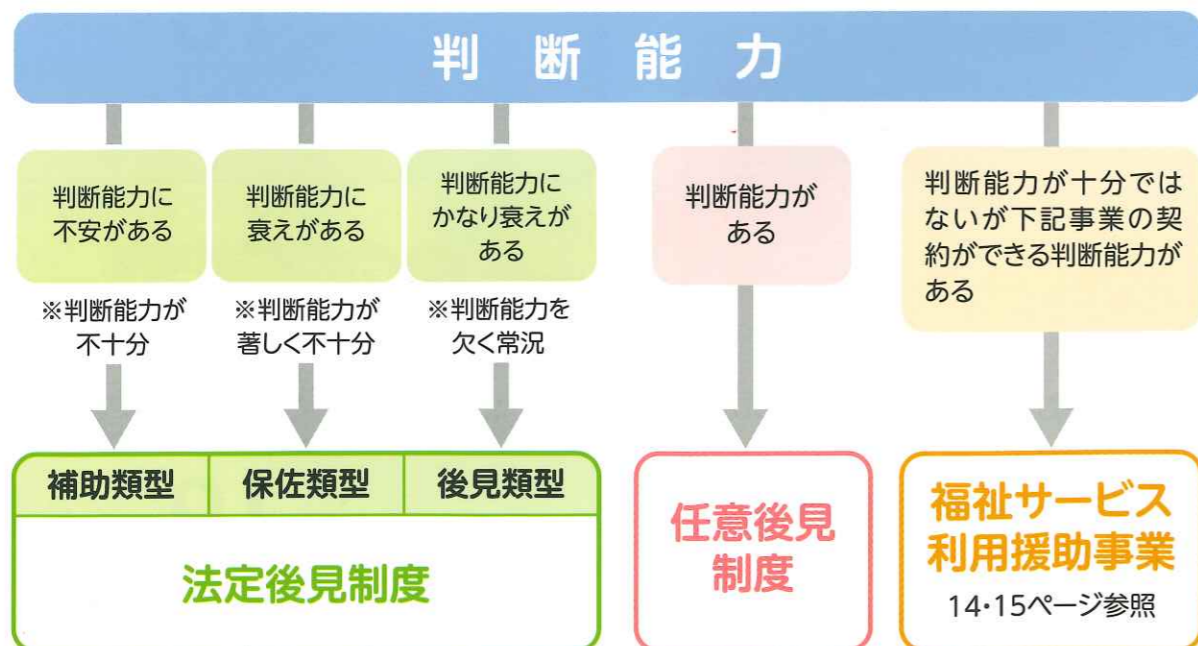 判断能力
判断能力に
不安がある
※判断能力が
不十分
判断能力に
衰えがある
※判断能力が
著しく不十分
判断能力に
かなり衰えが
ある
※判断能力を
欠く常況
判断能力が
ある
判断能力が十分では
ないが下記事業の契
約ができる判断能力が
ある
補助類型
保佐類型
後見類型
法定後見制度
任意後見
制度
福祉サービス
利用援助事業
14・15ページ参照